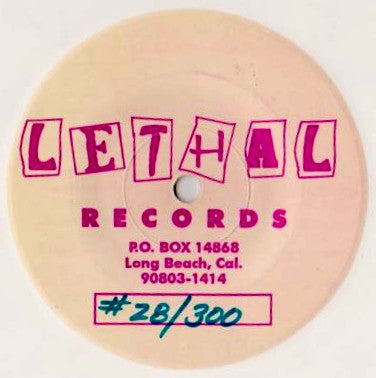 LETHAL
RECORDS
P.O. BOX 14868
Long Beach, Cal.
90803-1414
#28/300